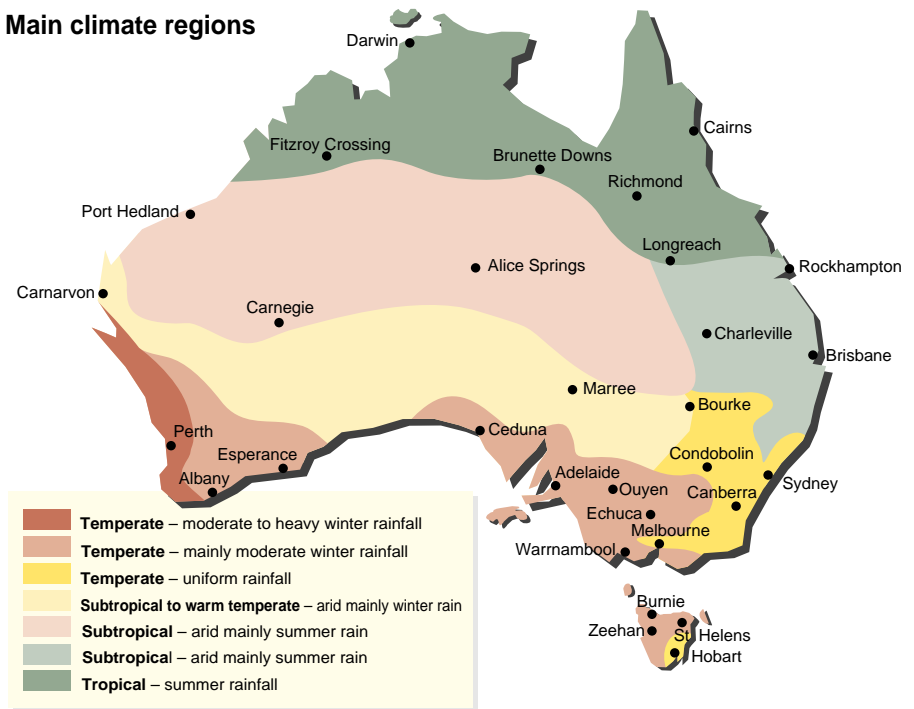 Main climate regions
Darwin
Cairns
Fitzroy Crossing
Brunette Downs
Richmond
Port Hedland
Longreach
Alice Springs
Rockhampton
Carnarvon
Carnegie
Charleville
Brisbane
Marree
Bourke
Perth
Ceduna
Esperance
Condobolin
Albany
Adelaide
Ouyen
Canberra
Sydney
Echuca
Melbourne
Warrnambool
Burnie
Zeehan
St. Helens
Hobart
Temperate – moderate to heavy winter rainfall
Temperate – mainly moderate winter rainfall
Temperate – uniform rainfall
Subtropical to warm temperate – arid mainly winter rain
Subtropical – arid mainly summer rain
Subtropical – arid mainly summer rain
Tropical – summer rainfall